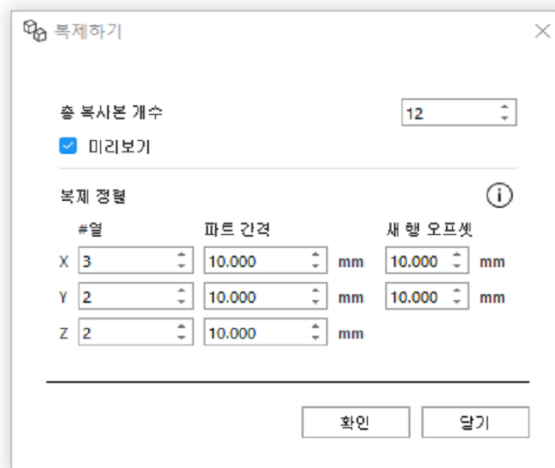 복제하기
총 복사본 개수 12
미리보기
복제 정렬
#열 파트 간격 새 행 오프셋
X 3 10.000 mm 10.000 mm
Y 2 10.000 mm 10.000 mm
Z 2 10.000 mm
확인 닫기